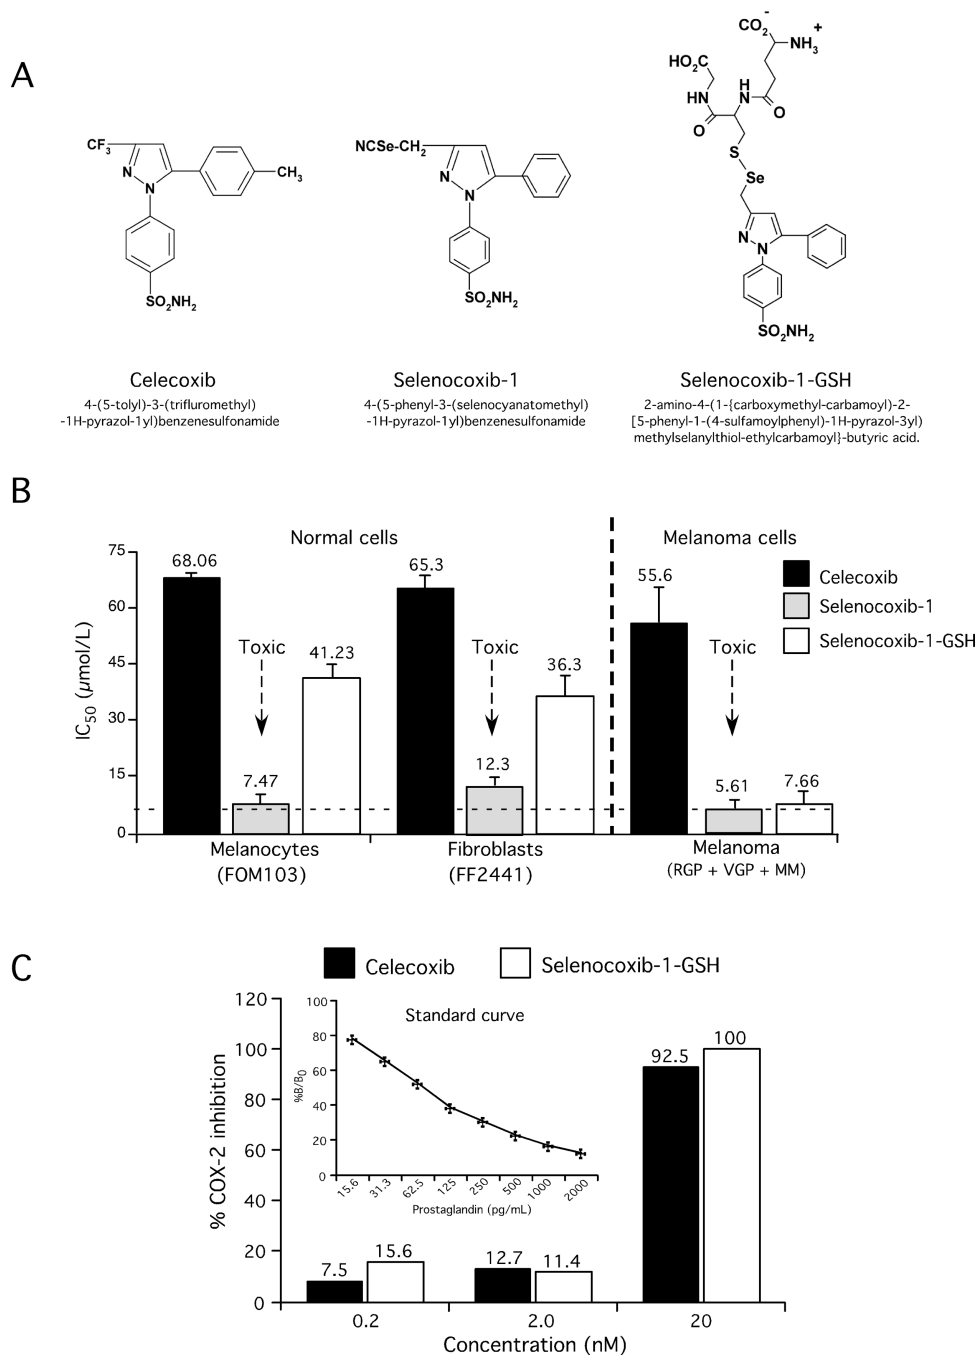 A
CF3
N
N
CH3
SO2NH2
NCSe-CH2
N
N
SO2NH2
CO2-
NH3+
HO2C
HN
H
N
O
O
S
Se
N
N
SO2NH2
Celecoxib
4-(5-tolyl)-3-(trifluromethyl)
-1H-pyrazol-1yl)benzenesulfonamide
Selenocoxib-1
4-(5-phenyl-3-(selenocyanatomethyl)
-1H-pyrazol-1yl)benzenesulfonamide
Selenocoxib-1-GSH
2-amino-4-(1-{carboxymethyl-carbamoyl)-2-
[5-phenyl-1-(4-sulfamoylphenyl)-1H-pyrazol-3yl)
methylselanylthiol-ethylcarbamoyl}-butyric acid.
B
Normal cells
Melanoma cells
Celecoxib
Selenocoxib-1
Selenocoxib-1-GSH
IC50 (µmol/L)
75
60
45
30
15
0
68.06
Toxic
7.47
41.23
65.3
Toxic
12.3
36.3
55.6
Toxic
5.61
7.66
Melanocytes
(FOM103)
Fibroblasts
(FF2441)
Melanoma
(RGP + VGP + MM)
C
Celecoxib
Selenocoxib-1-GSH
% COX-2 inhibition
120
100
80
60
40
20
0
Standard curve
%B/B0
100
80
60
40
20
0
15.6
31.3
62.5
125
250
500
1000
2000
Prostaglandin (pg/mL)
7.5
15.6
12.7
11.4
92.5
100
0.2
2.0
20
Concentration (nM)